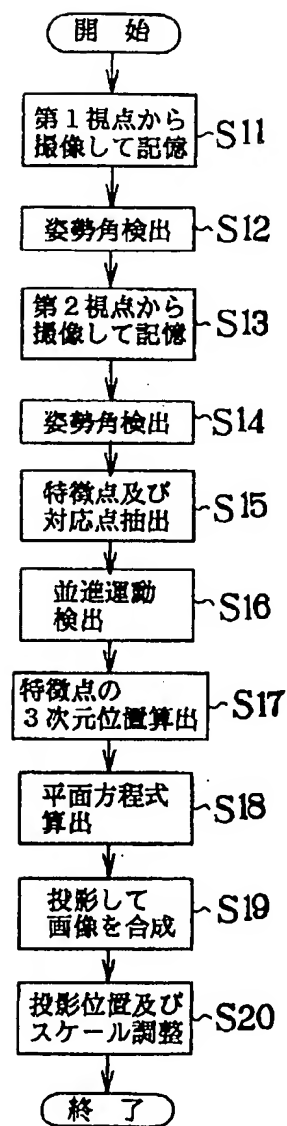 開 始
第1視点から
撮像して記憶
S11
姿勢角検出
S12
第2視点から
撮像して記憶
S13
姿勢角検出
S14
特徴点及び
対応点抽出
S15
並進運動
検出
S16
特徴点の
3次元位置算出
S17
平面方程式
算出
S18
投影して
画像を合成
S19
投影位置及び
スケール調整
S20
終 了